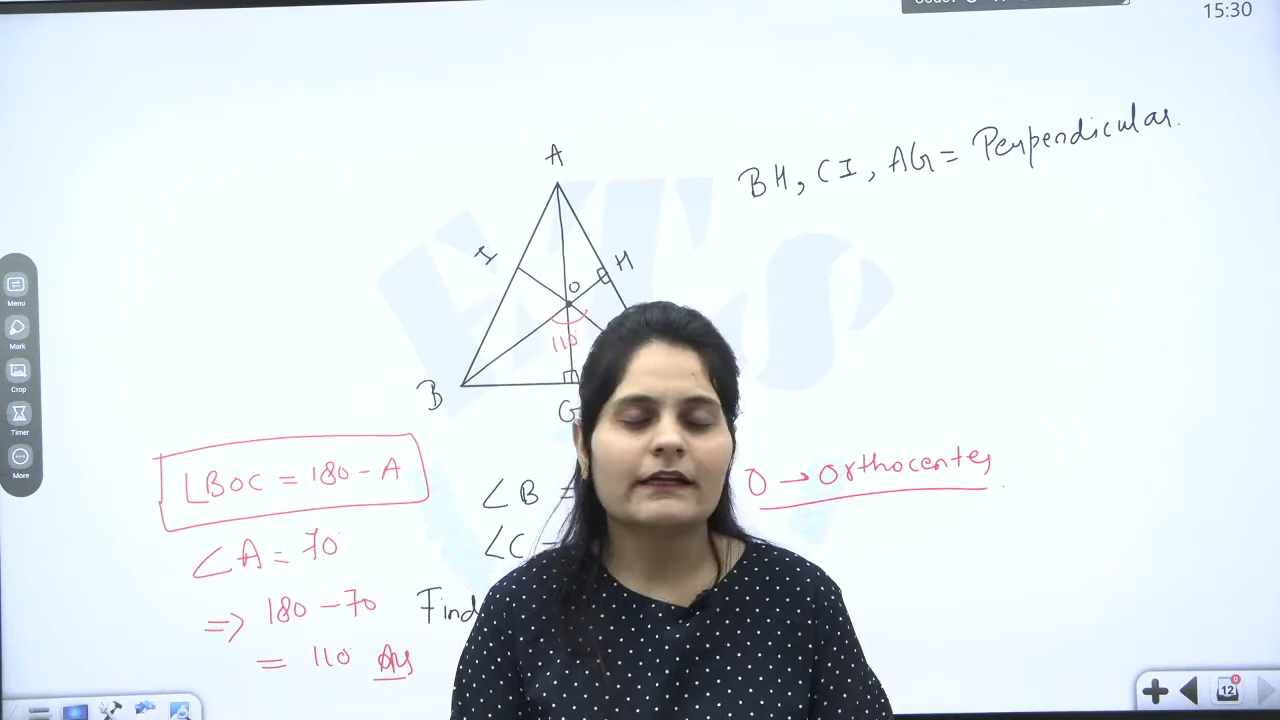 15:30
BH, CI, AG = Perpendicular.
A
I
H
O
110°
B
G
Menu
Mark
Crop
Timer
More
∠BOC = 180 - A
∠B =
O → Orthocenter
∠A = 70
∠C -
⇒ 180 - 70
Find
= 110 Ans
12